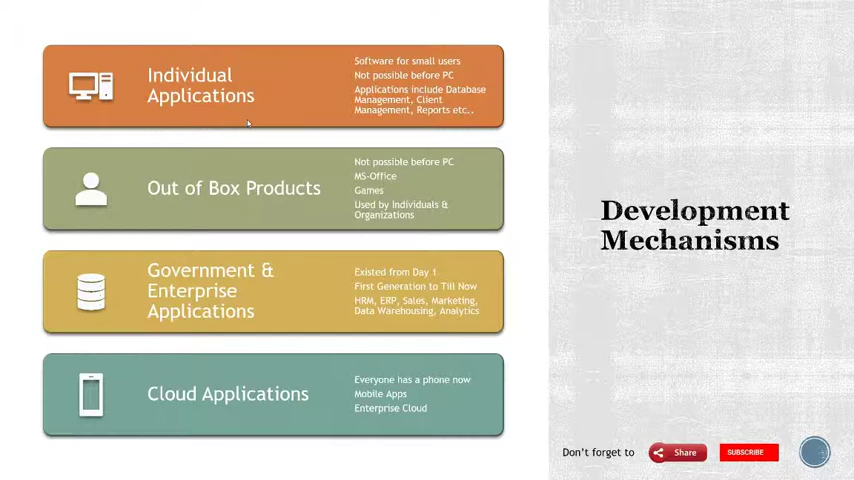 Individual
Applications
Software for small users
Not possible before PC
Applications include Database
Management, Client
Management, Reports etc..
Out of Box Products
Not possible before PC
MS-Office
Games
Used by Individuals &
Organizations
Government &
Enterprise
Applications
Existed from Day 1
First Generation to Till Now
HRM, ERP, Sales, Marketing,
Data Warehousing, Analytics
Cloud Applications
Everyone has a phone now
Mobile Apps
Enterprise Cloud
Development
Mechanisms
Don't forget to
Share
SUBSCRIBE